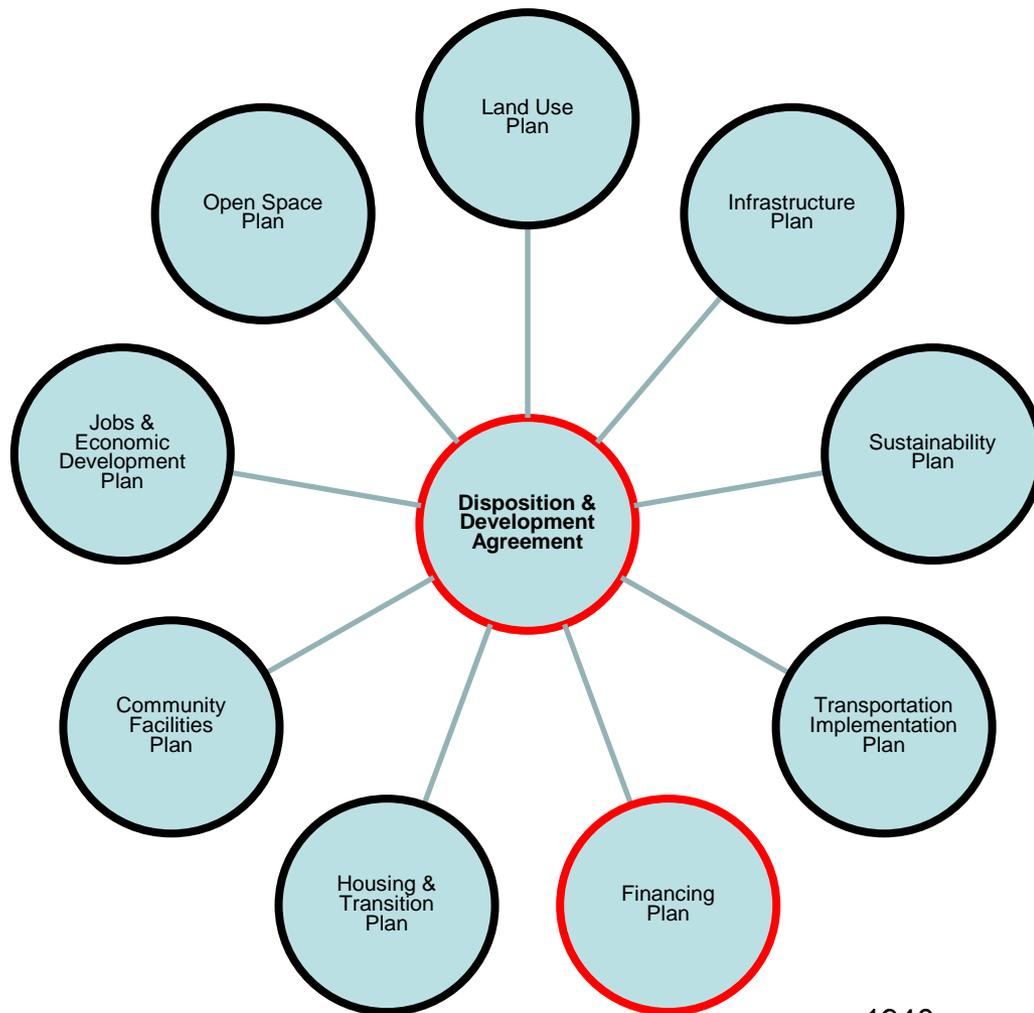 Land Use
Plan
Open Space
Plan
Infrastructure
Plan
Jobs &
Economic
Development
Plan
Sustainability
Plan
Disposition &
Development
Agreement
Community
Facilities
Plan
Transportation
Implementation
Plan
Housing &
Transition
Plan
Financing
Plan